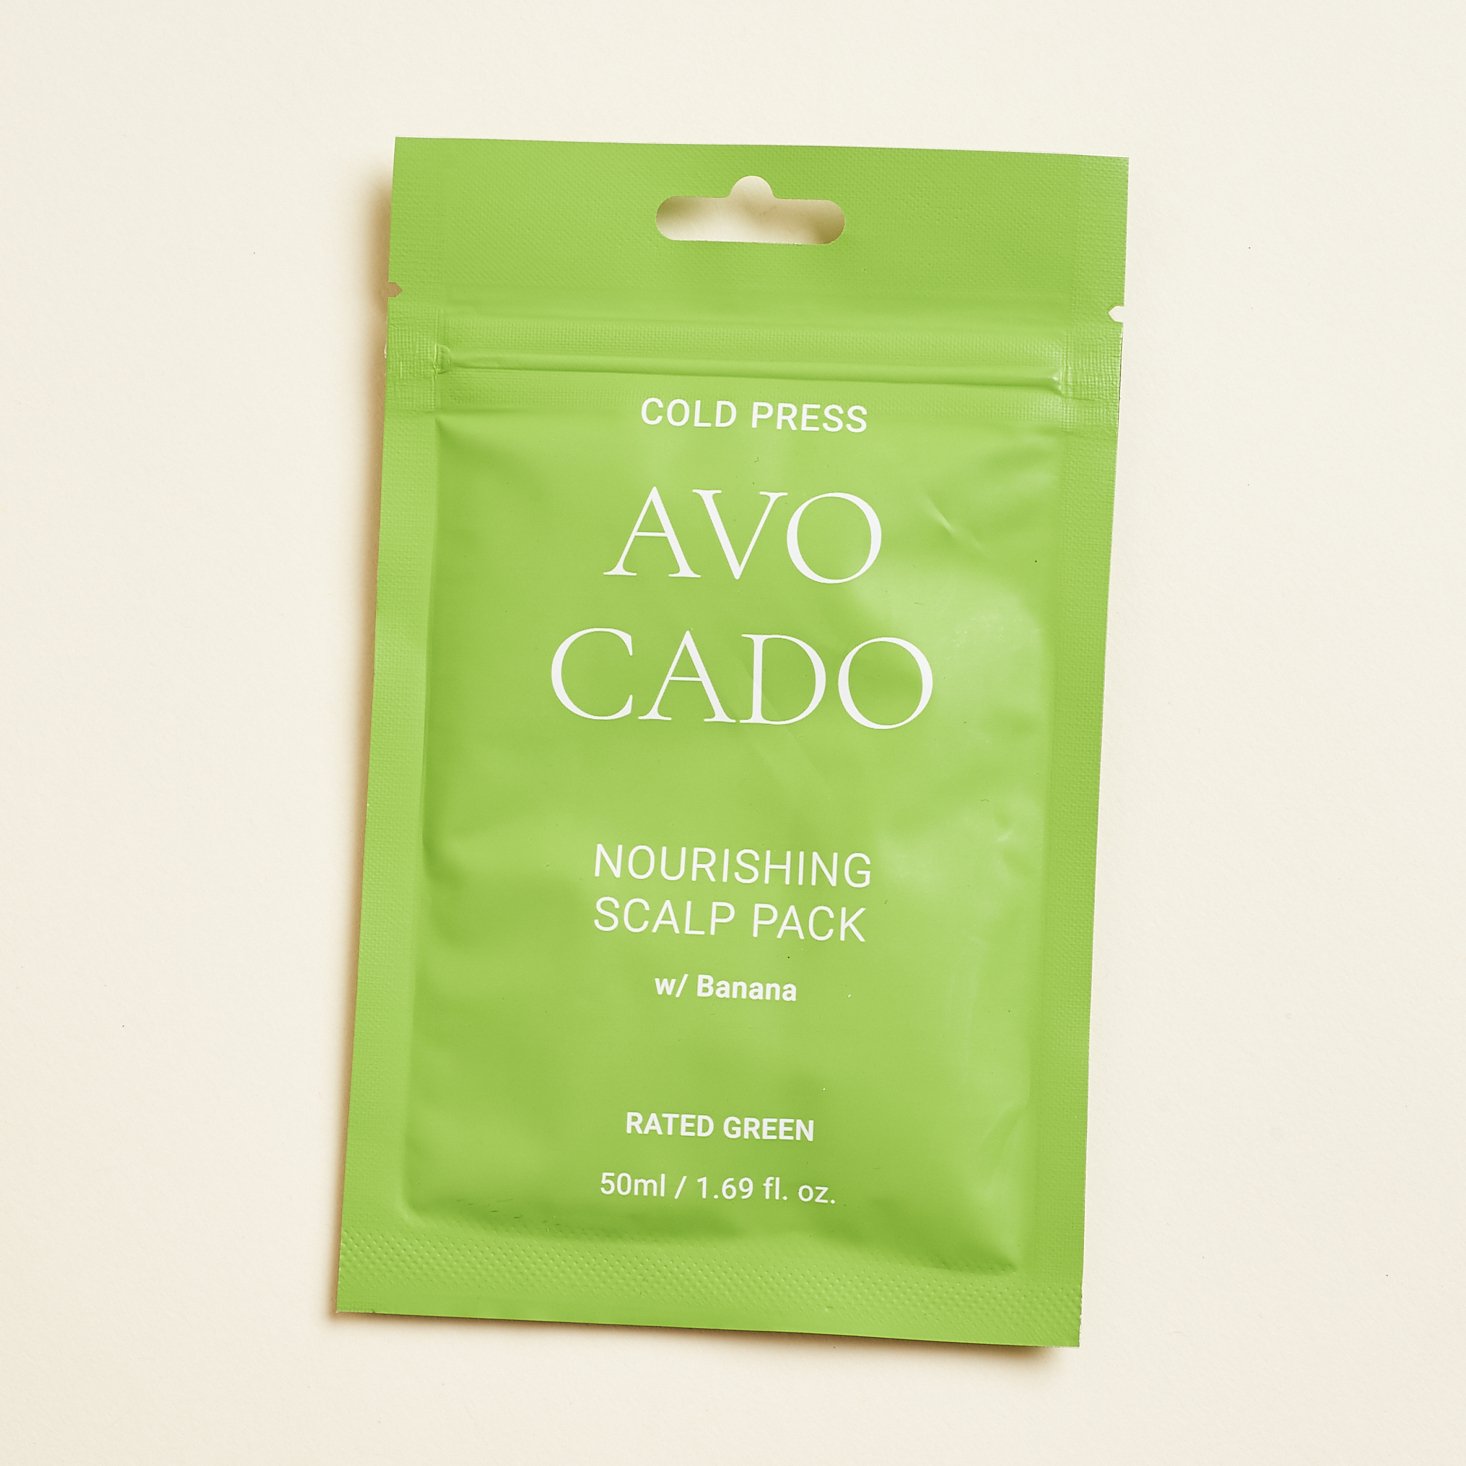 COLD PRESS
AVO
CADO
NOURISHING
SCALP PACK
w/ Banana
RATED GREEN
50ml / 1.69 fl. oz.